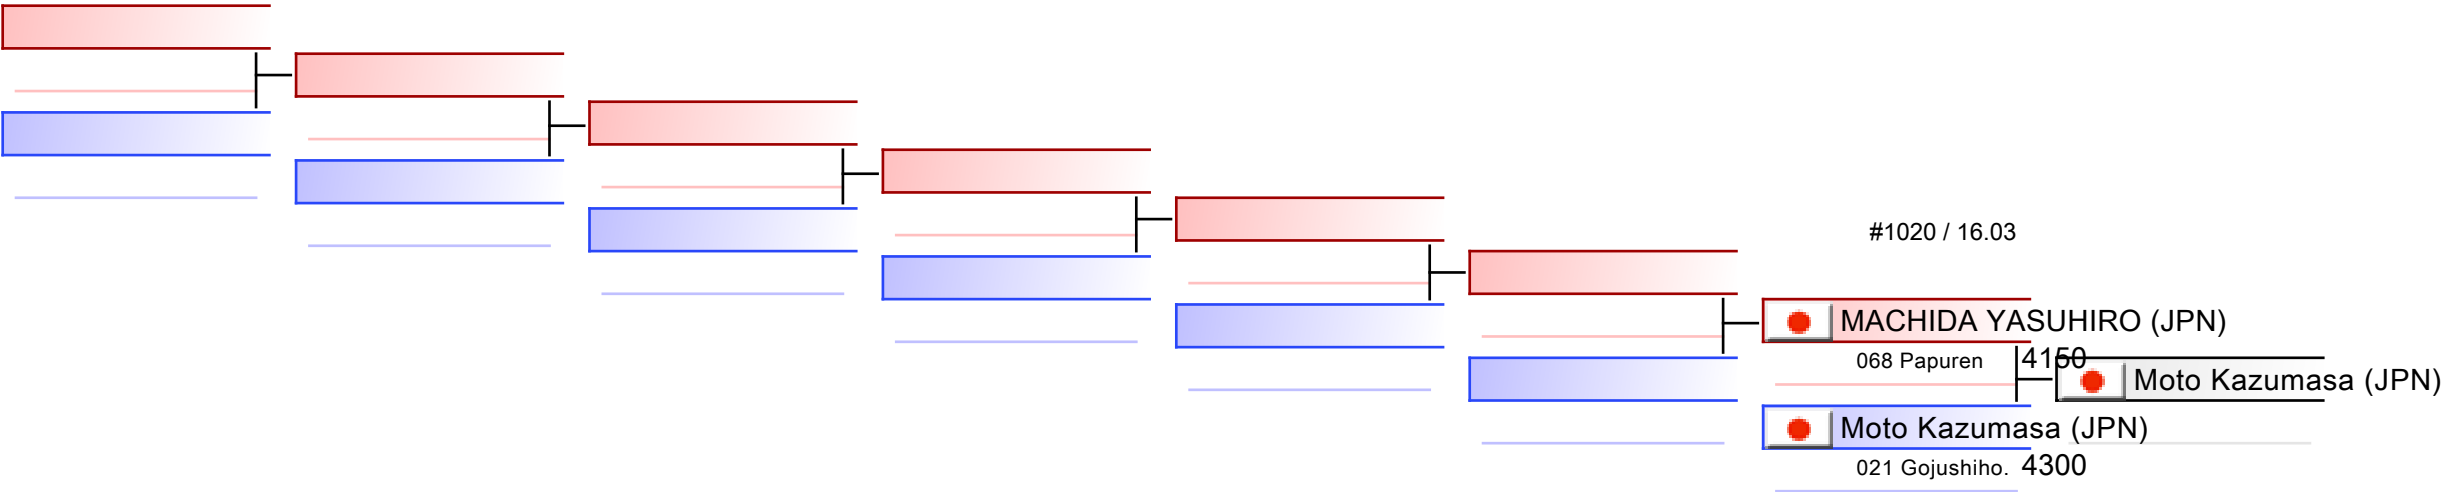 #1020 / 16.03
MACHIDA YASUHIRO (JPN)
068 Papuren 4150
Moto Kazumasa (JPN)
Moto Kazumasa (JPN)
021 Gojushiho. 4300